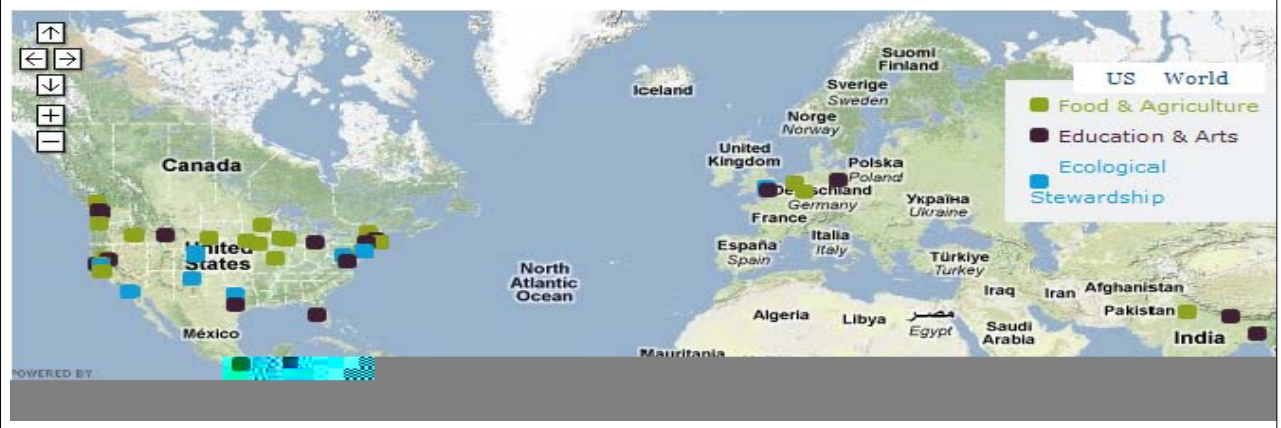 US World
Food & Agriculture
Education & Arts
Ecological
Stewardship
Suomi
Finland
Iceland
Sverige
Sweden
Norge
Norway
United
Kingdom
Polska
Poland
Deutschland
Germany
Україна
Ukraine
France
Italia
Italy
España
Spain
Türkiye
Turkey
Canada
United
States
North
Atlantic
Ocean
México
Algeria
Libya
مصر
Egypt
Iraq
Iran
Afghanistan
Pakistan
Saudi
Arabia
India
Mauritania
POWERED BY